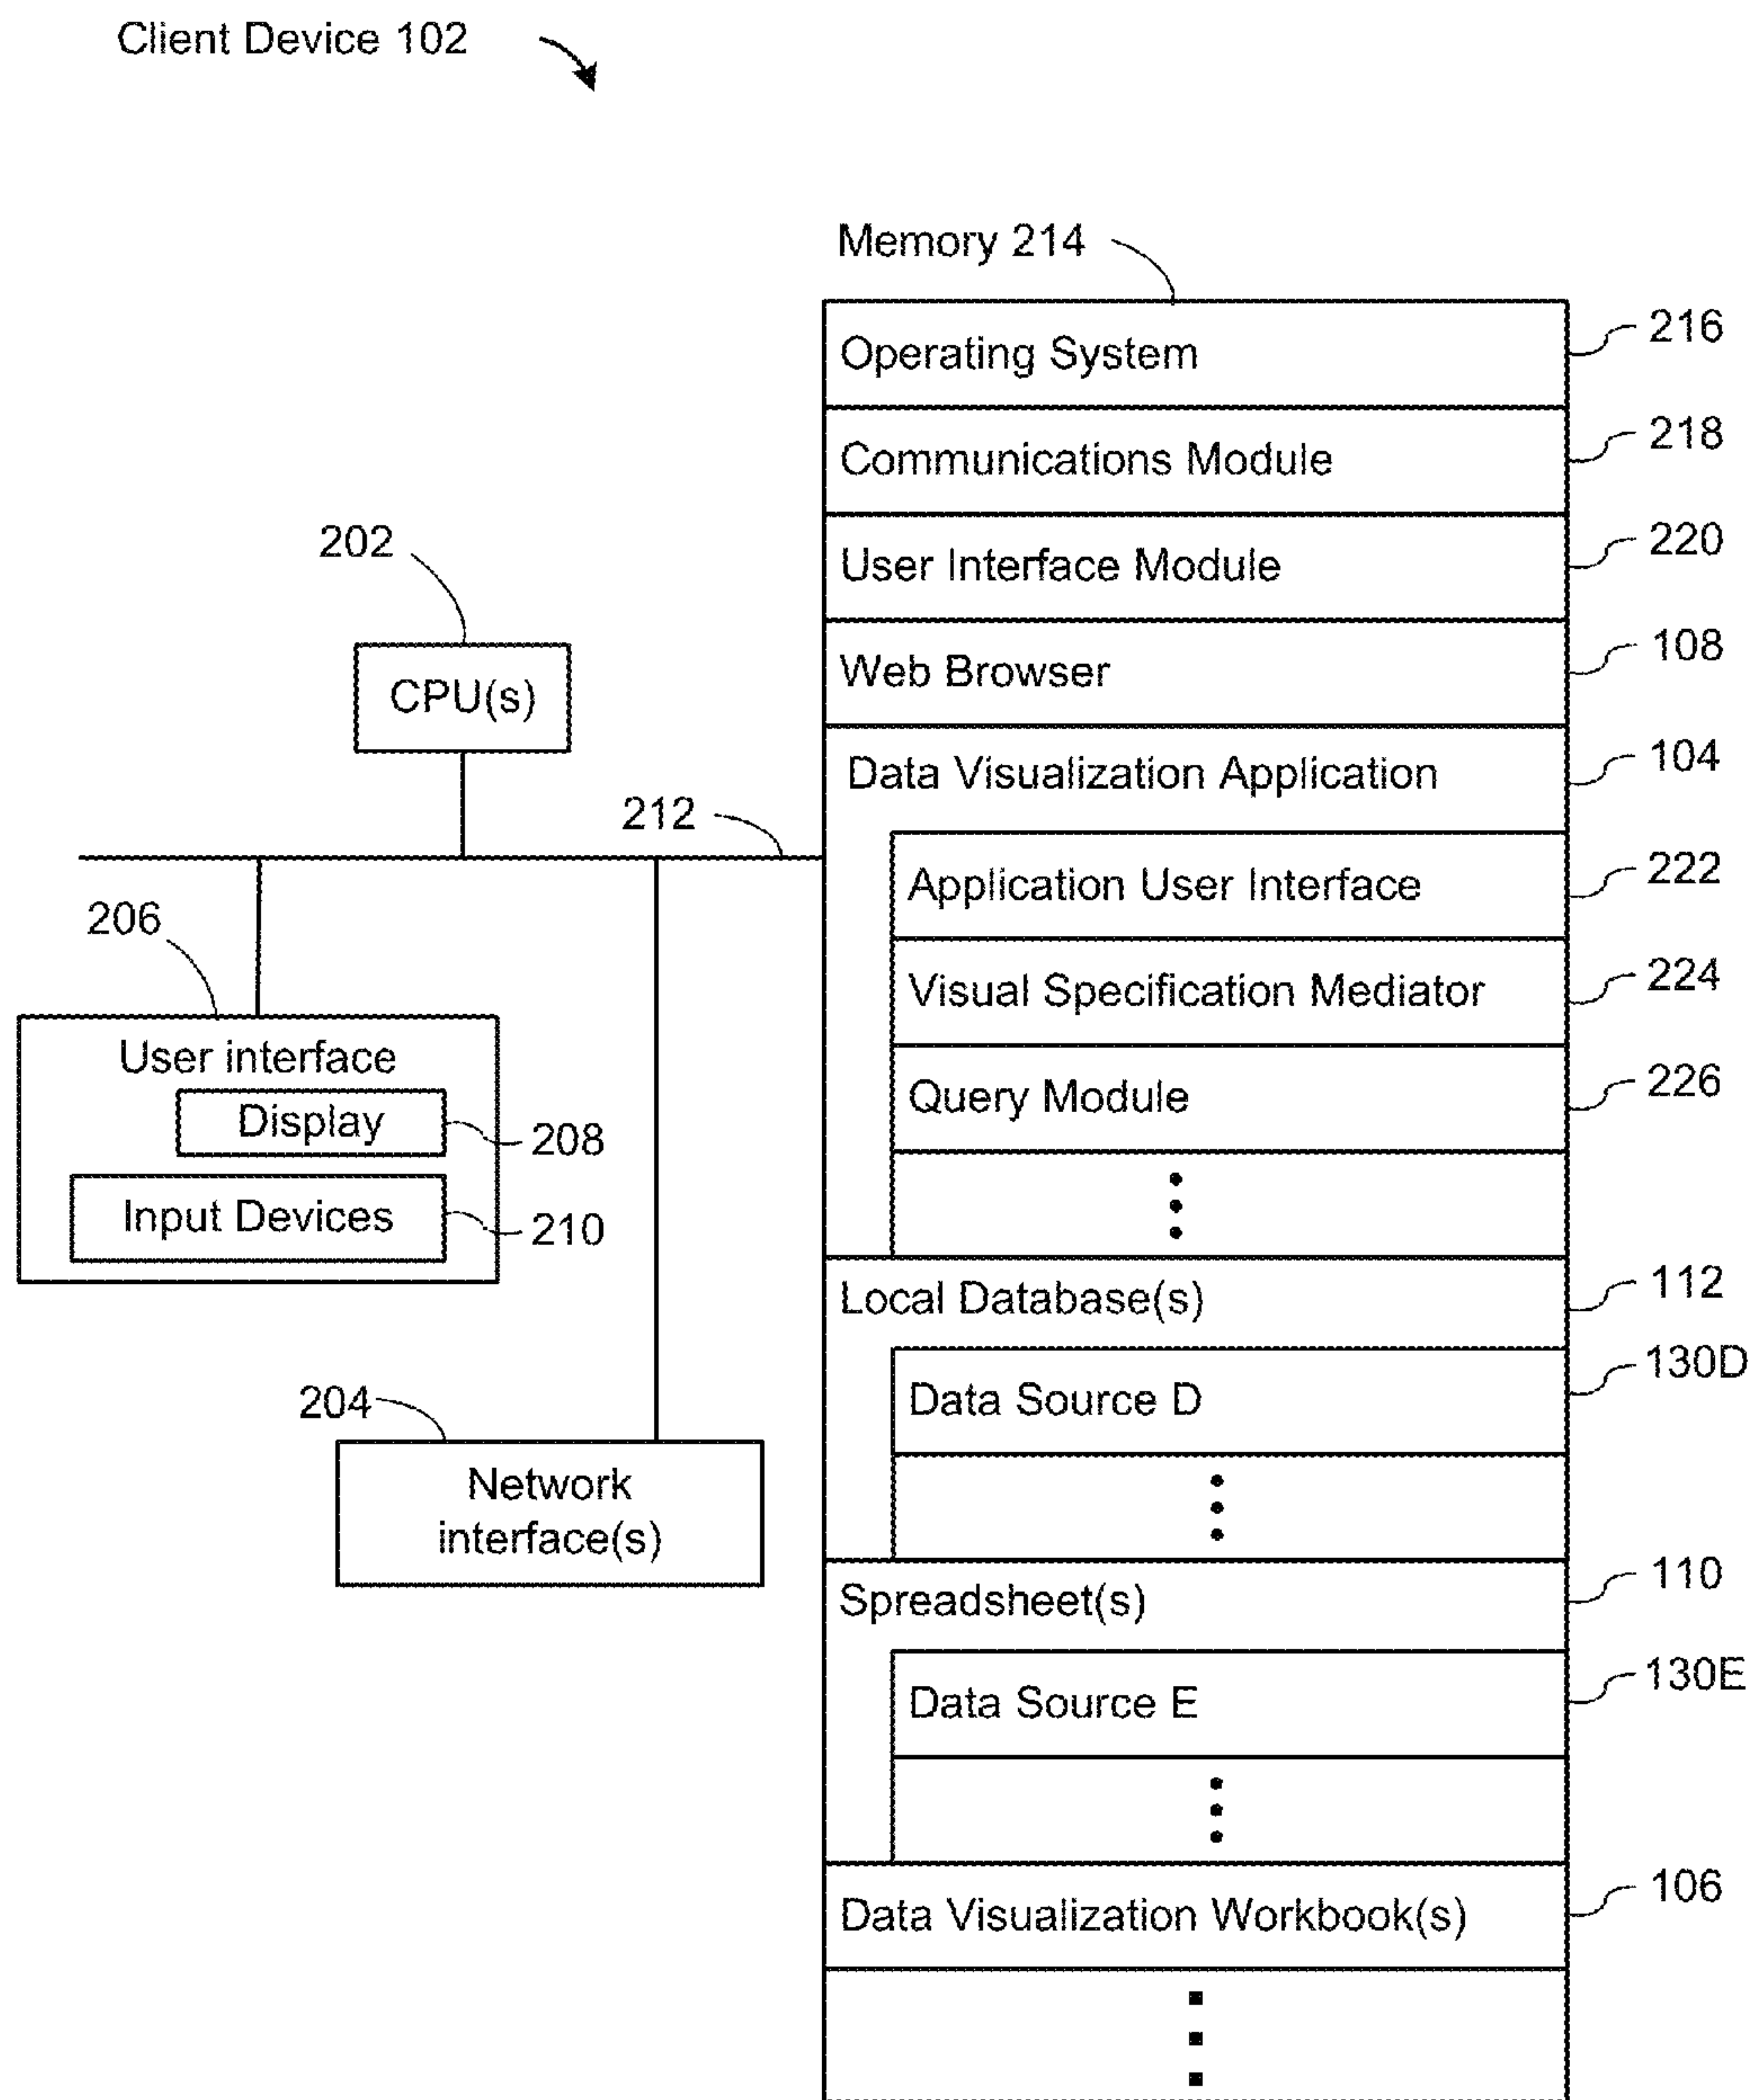 Client Device 102
Memory 214
Operating System
216
Communications Module
218
User Interface Module
220
Web Browser
108
Data Visualization Application
104
Application User Interface
222
Visual Specification Mediator
224
Query Module
226
Local Database(s)
112
Data Source D
130D
Spreadsheet(s)
110
Data Source E
130E
Data Visualization Workbook(s)
106
202
CPU(s)
212
206
User interface
Display
208
Input Devices
210
204
Network
interface(s)